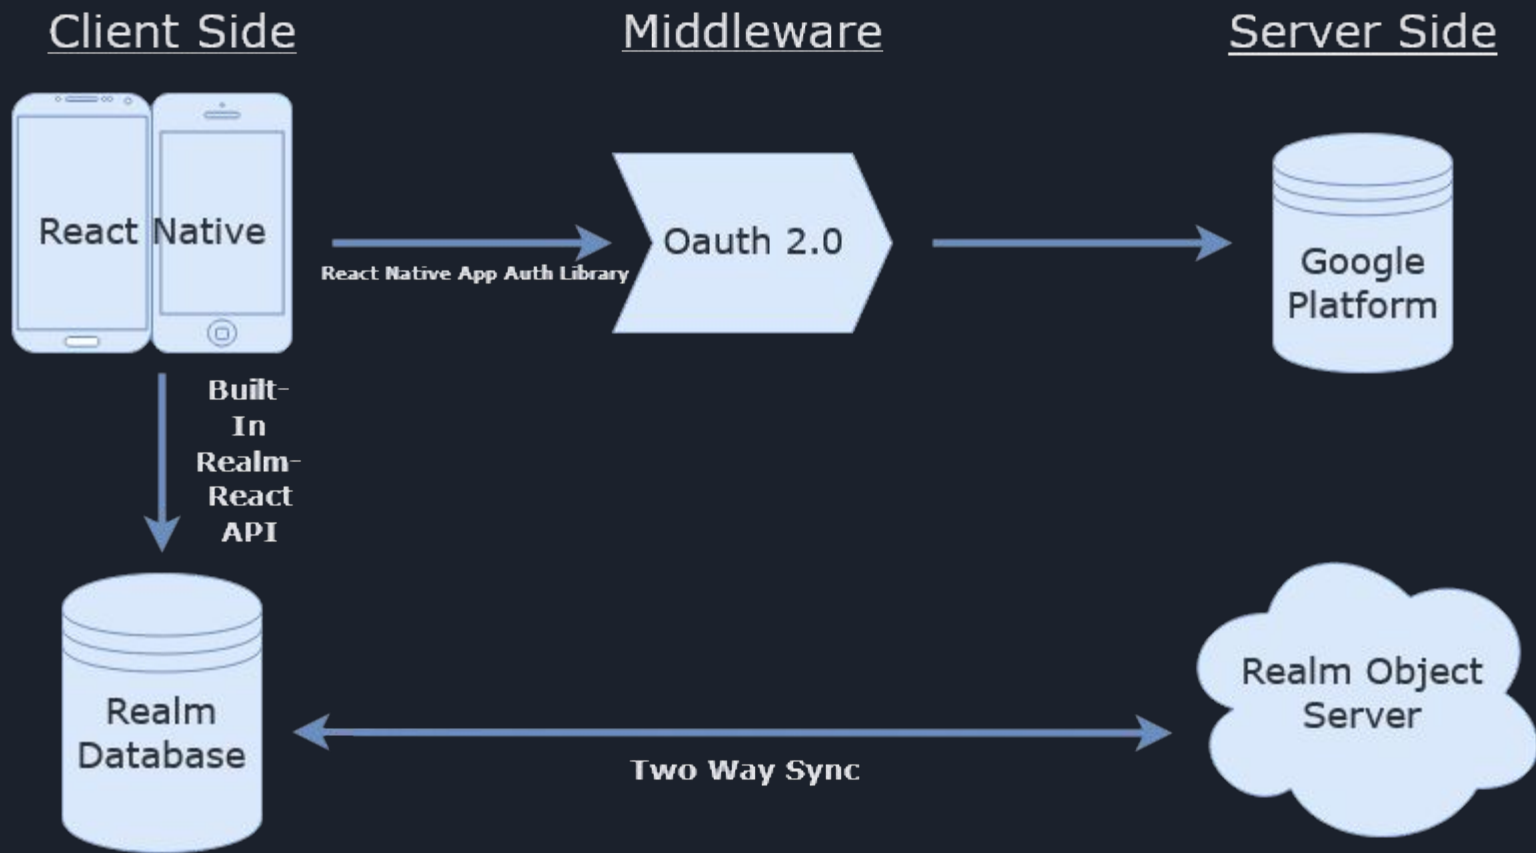 Client Side
Middleware
Server Side
React Native
React Native App Auth Library
Oauth 2.0
Google
Platform
Built-
In
Realm-
React
API
Realm
Database
Two Way Sync
Realm Object
Server